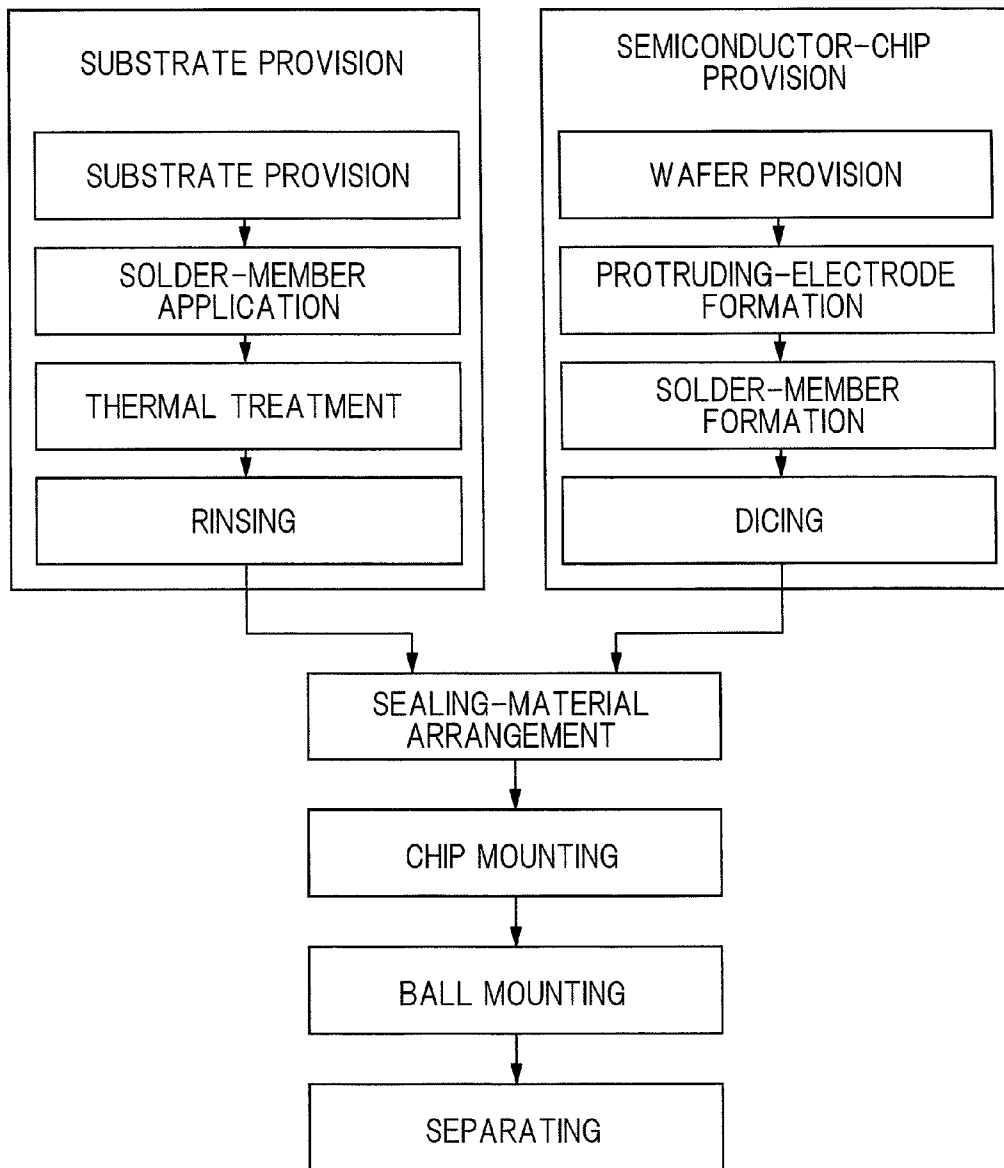 SUBSTRATE PROVISION
SUBSTRATE PROVISION
SOLDER-MEMBER
APPLICATION
THERMAL TREATMENT
RINSING
SEMICONDUCTOR-CHIP
PROVISION
WAFER PROVISION
PROTRUDING-ELECTRODE
FORMATION
SOLDER-MEMBER
FORMATION
DICING
SEALING-MATERIAL
ARRANGEMENT
CHIP MOUNTING
BALL MOUNTING
SEPARATING